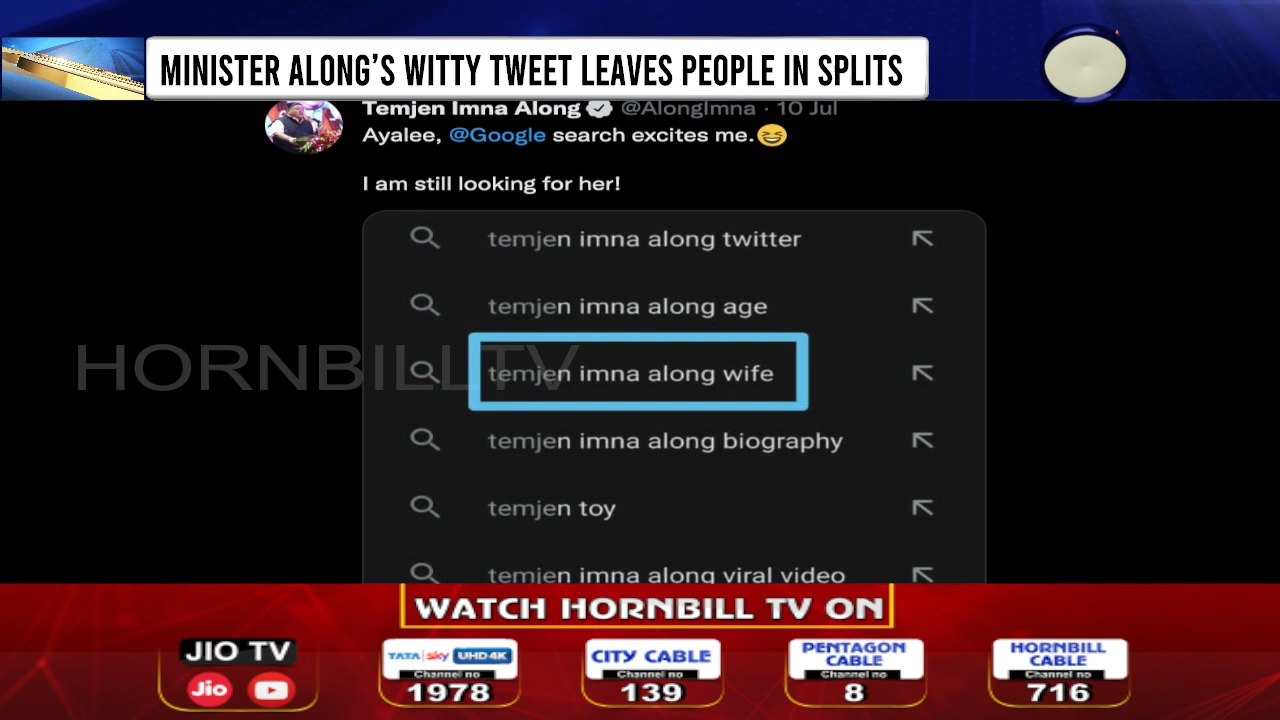 MINISTER ALONG'S WITTY TWEET LEAVES PEOPLE IN SPLITS
Temjen Imna Along @AlongImna · 10 Jul
Ayalee, @Google search excites me.😆
I am still looking for her!
temjen imna along twitter
temjen imna along age
temjen imna along wife
HORNBILLTV
temjen imna along biography
temjen toy
temjen imna along viral video
WATCH HORNBILL TV ON
JIO TV
Jio
TATA sky UHD 4K
Channel no
1978
CITY CABLE
Channel no
139
PENTAGON
CABLE
Channel no
8
HORNBILL
CABLE
Channel no
716